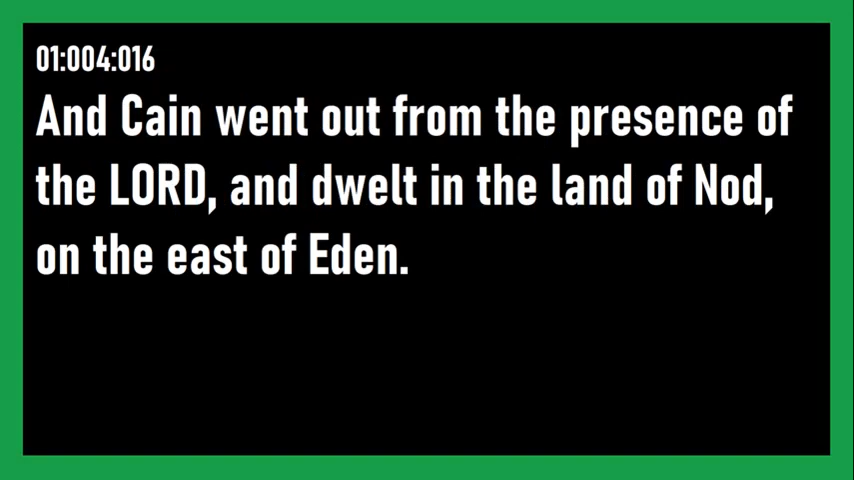 01:004:016
And Cain went out from the presence of
the LORD, and dwelt in the land of Nod,
on the east of Eden.